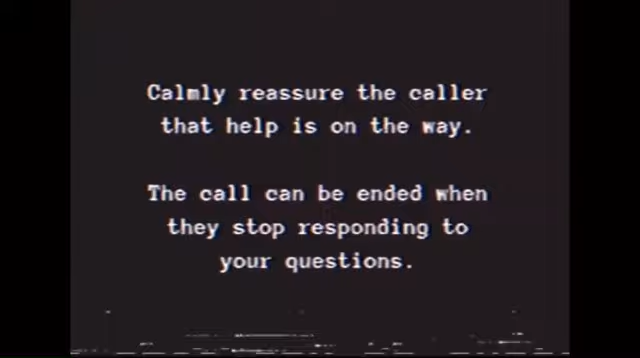 Calmly reassure the caller
that help is on the way.
The call can be ended when
they stop responding to
your questions.